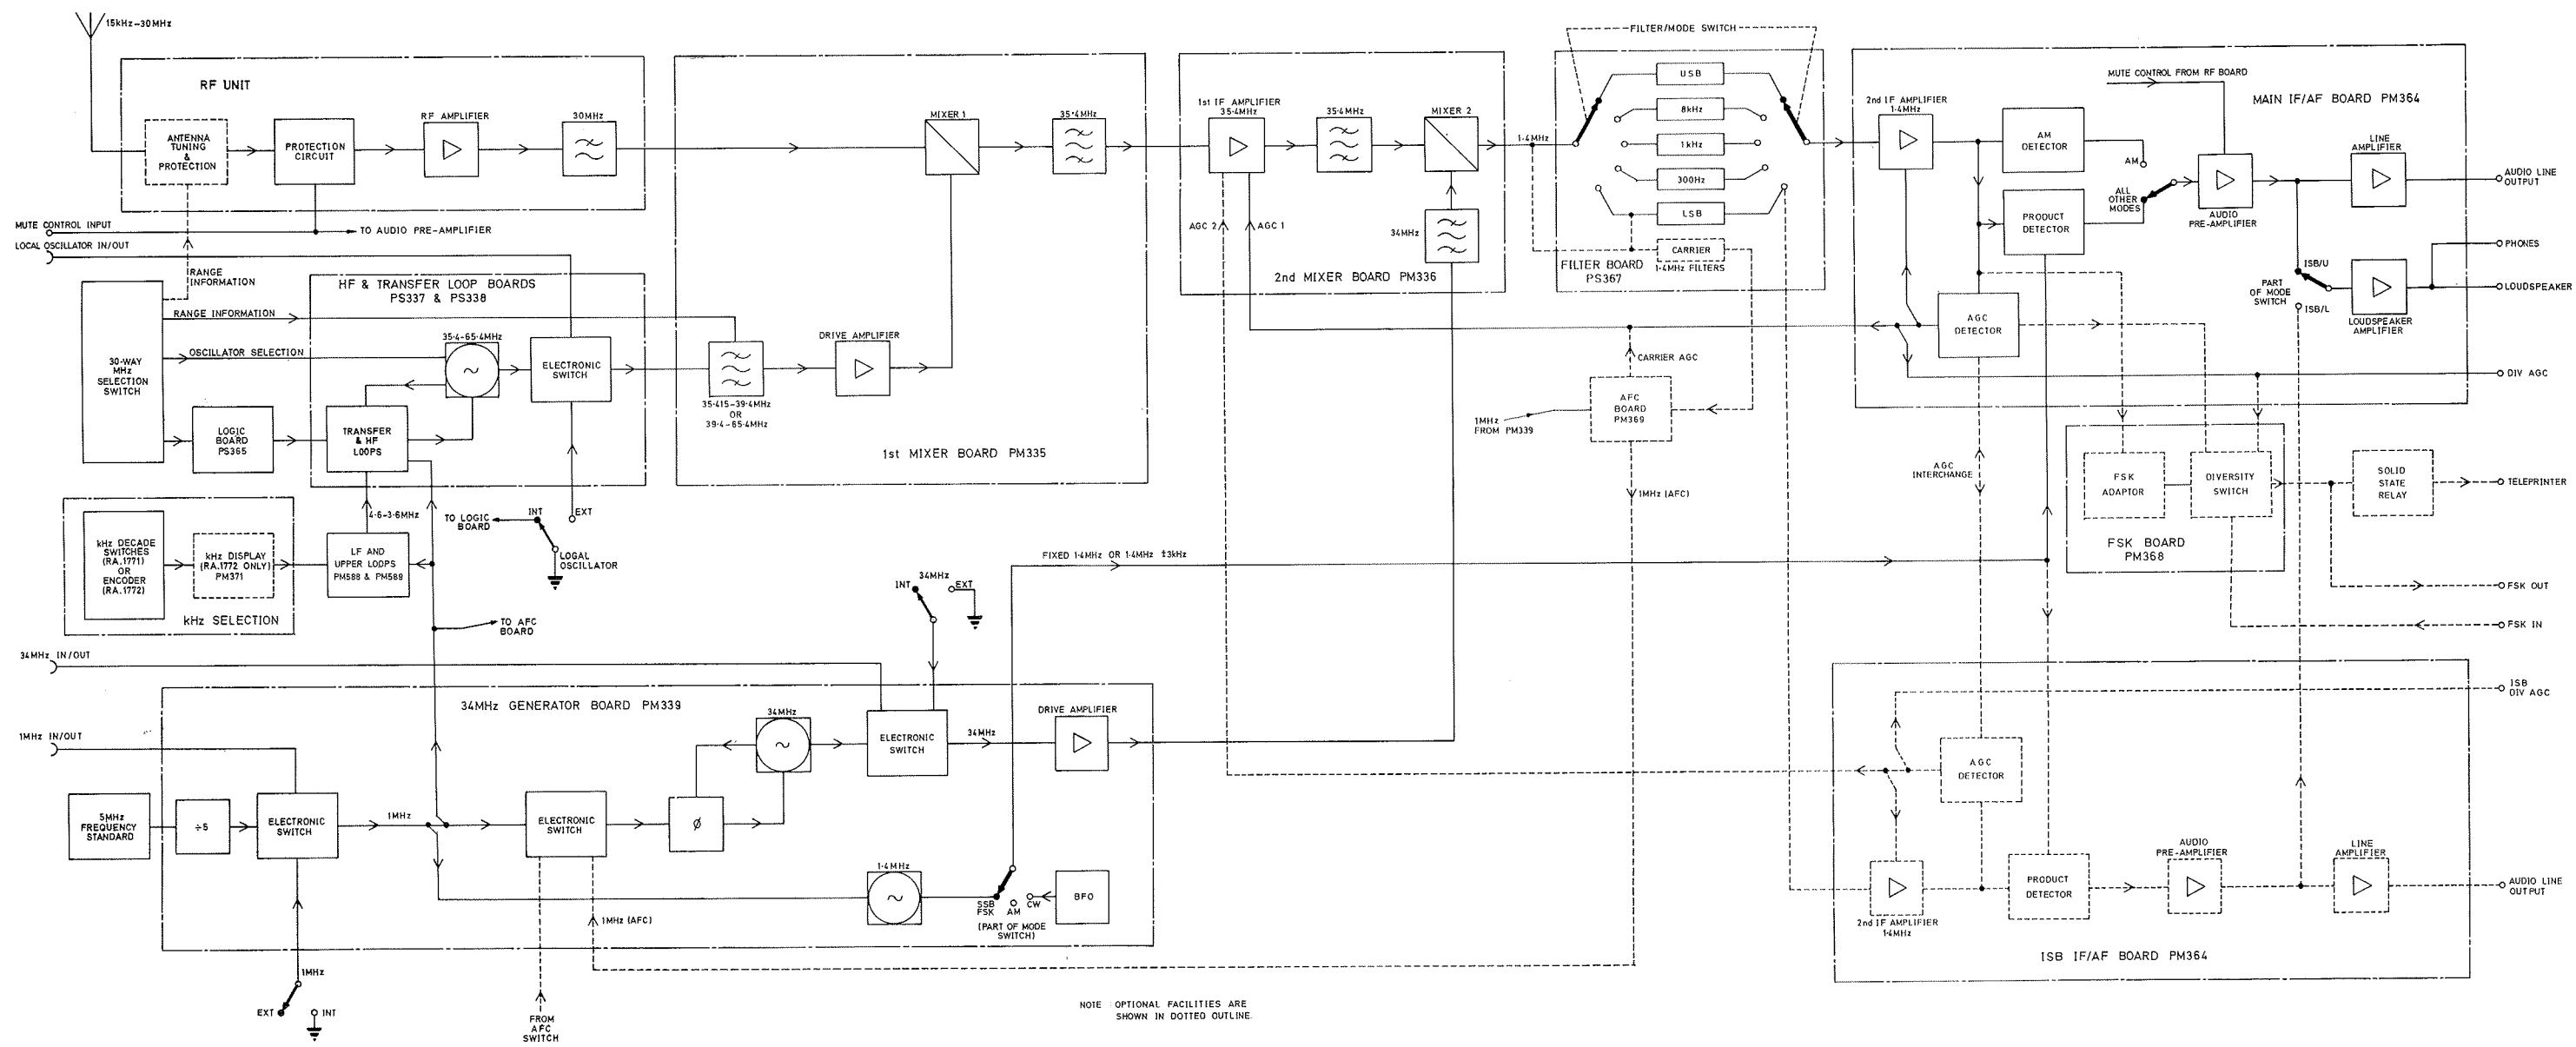 15kHz-30MHz
RF UNIT
ANTENNA
TUNING
&
PROTECTION
PROTECTION
CIRCUIT
RF AMPLIFIER
30MHz
MUTE CONTROL INPUT
TO AUDIO PRE-AMPLIFIER
LOCAL OSCILLATOR IN/OUT
RANGE
INFORMATION
30-WAY
MHz
SELECTION
SWITCH
RANGE INFORMATION
OSCILLATOR SELECTION
LOGIC
BOARD
PS365
HF & TRANSFER LOOP BOARDS
PS337 & PS338
35·4-65·4MHz
~
ELECTRONIC
SWITCH
TRANSFER
& HF
LOOPS
MIXER 1
35·4MHz
DRIVE AMPLIFIER
35·415-39·4MHz
OR
39·4-65·4MHz
1st MIXER BOARD PM335
1st IF AMPLIFIER
35·4MHz
35·4MHz
MIXER 2
34MHz
AGC 2
AGC 1
2nd MIXER BOARD PM336
1·4MHz
FILTER/MODE SWITCH
USB
8kHz
1kHz
300Hz
LSB
CARRIER
1·4MHz FILTERS
FILTER BOARD
PS367
2nd IF AMPLIFIER
1·4MHz
MUTE CONTROL FROM RF BOARD
MAIN IF/AF BOARD PM364
AM
DETECTOR
AM
PRODUCT
DETECTOR
ALL
OTHER
MODES
AUDIO
PRE-AMPLIFIER
LINE
AMPLIFIER
AUDIO LINE
OUTPUT
PHONES
ISB/U
PART
OF MODE
SWITCH
ISB/L
LOUDSPEAKER
LOUDSPEAKER
AMPLIFIER
AGC
DETECTOR
DIV AGC
CARRIER AGC
AFC
BOARD
PM369
1MHz
FROM PM339
1MHz (AFC)
AGC
INTERCHANGE
FSK
ADAPTOR
DIVERSITY
SWITCH
FSK BOARD
PM368
SOLID
STATE
RELAY
TELEPRINTER
FSK OUT
FSK IN
kHz DECADE
SWITCHES
(RA.1771)
OR
ENCODER
(RA.1772)
kHz DISPLAY
(RA.1772 ONLY)
PM371
kHz SELECTION
4·6-3·6MHz
LF AND
UPPER LOOPS
PM588 & PM589
TO LOGIC
BOARD
INT
EXT
LOGAL
OSCILLATOR
TO AFC
BOARD
FIXED 1·4MHz OR 1·4MHz ±3kHz
34MHz
INT
EXT
34MHz IN/OUT
34MHz GENERATOR BOARD PM339
1MHz IN/OUT
5MHz
FREQUENCY
STANDARD
÷5
ELECTRONIC
SWITCH
1MHz
ELECTRONIC
SWITCH
ø
34MHz
~
ELECTRONIC
SWITCH
34MHz
DRIVE AMPLIFIER
1·4MHz
~
SSB
FSK
AM
CW
BFO
(PART OF MODE
SWITCH)
1MHz (AFC)
1MHz
EXT
INT
FROM
AFC
SWITCH
NOTE : OPTIONAL FACILITIES ARE
SHOWN IN DOTTED OUTLINE.
ISB
DIV AGC
AGC
DETECTOR
2nd IF AMPLIFIER
1·4MHz
PRODUCT
DETECTOR
AUDIO
PRE-AMPLIFIER
LINE
AMPLIFIER
AUDIO LINE
OUTPUT
ISB IF/AF BOARD PM364